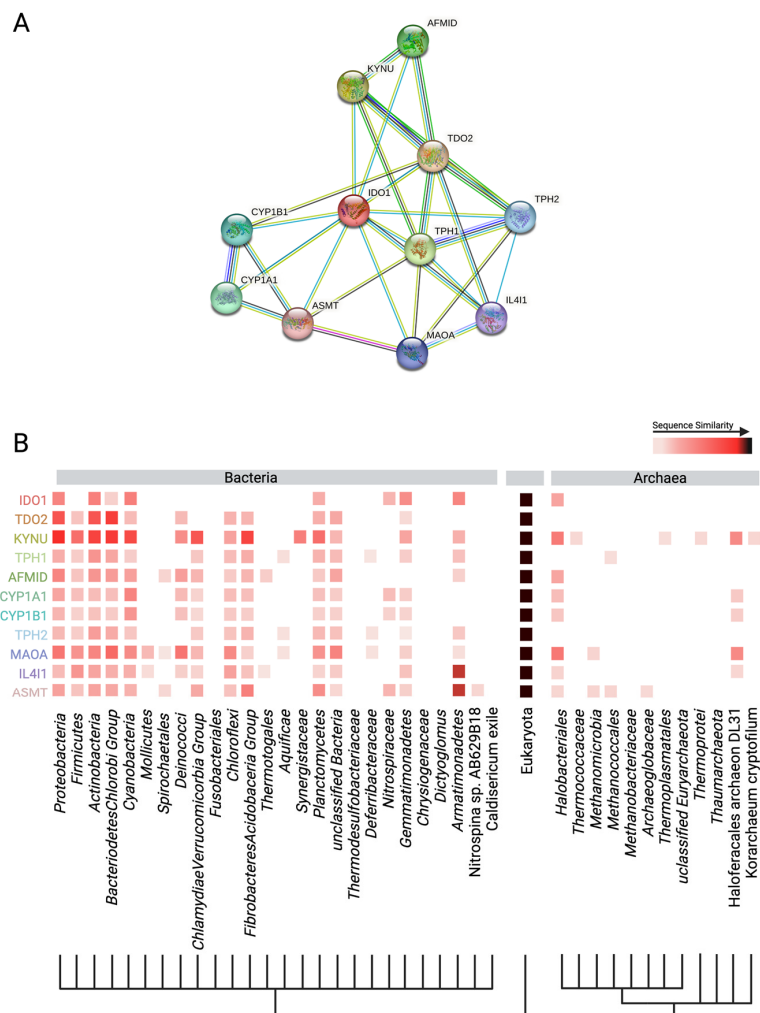 A
AFMID
KYNU
TDO2
IDO1
TPH2
CYP1B1
TPH1
CYP1A1
ASMT
IL4I1
MAOA
B
Sequence Similarity
Bacteria
Archaea
IDO1
TDO2
KYNU
TPH1
AFMID
CYP1A1
CYP1B1
TPH2
MAOA
IL4I1
ASMT
Proteobacteria
Firmicutes
Actinobacteria
BacteriodetesChlorobi Group
Cyanobacteria
Mollicutes
Spirochaetales
Deinococci
ChlamydiaeVerrucomicorbia Group
Fusobacteriales
Chloroflexi
FibrobacteresAcidobacteria Group
Thermotogales
Aquificae
Synergistaceae
Planctomycetes
unclassified Bacteria
Thermodesulfobacteriaceae
Deferribacteraceae
Nitrospiraceae
Gemmatimonadetes
Chrysiogenaceae
Dictyoglomus
Armatimonadetes
Nitrospina sp. AB629B18
Caldisericum exile
Eukaryota
Halobacteriales
Thermococcaceae
Methanomicrobia
Methanococcales
Methanobacteriaceae
Archaeoglobaceae
Thermoplasmatales
uclassified Euryarchaeota
Thermoprotei
Thaumarchaeota
Haloferacales archaeon DL31
Korarchaeum cryptofilum